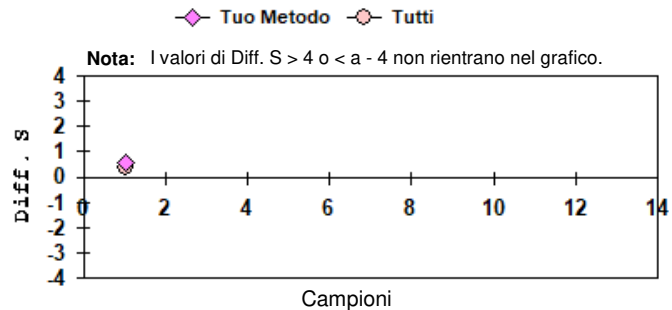 Tuo Metodo Tutti
Nota: I valori di Diff. S > 4 o < a - 4 non rientrano nel grafico.
4
3
2
1
0
-1
-2
-3
-4
Diff. S
0 2 4 6 8 10 12 14
Campioni